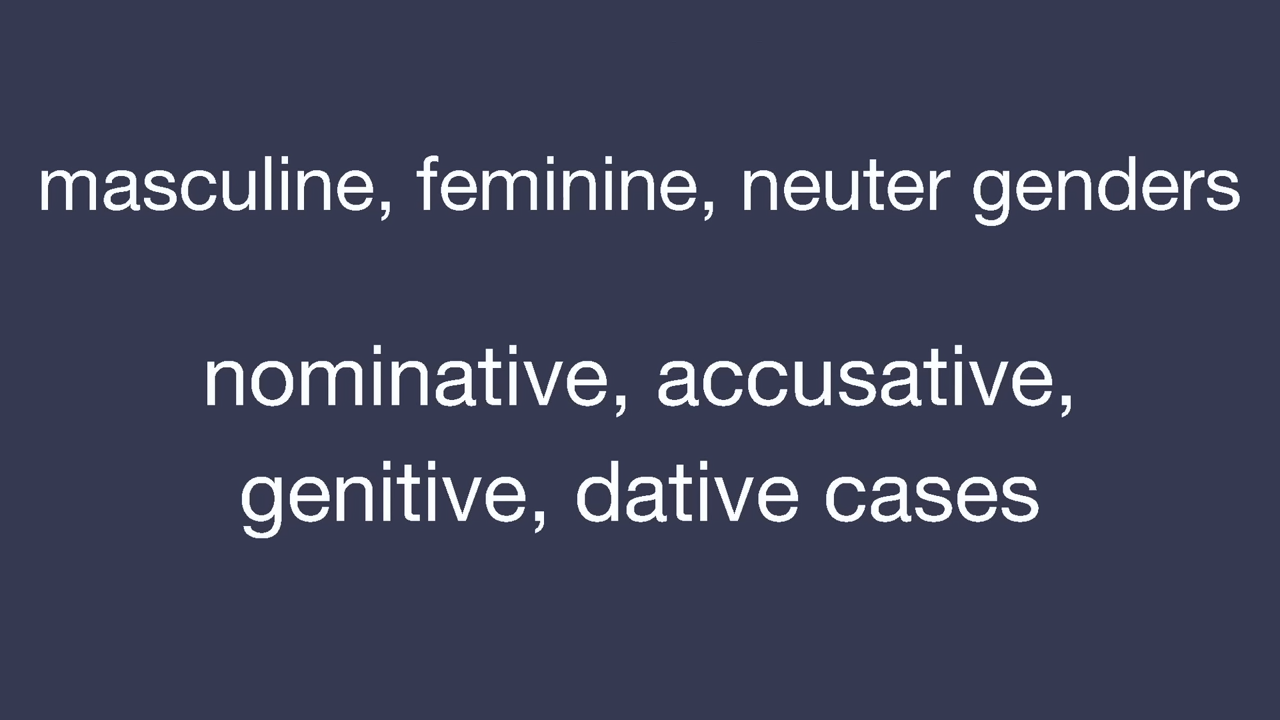 masculine, feminine, neuter genders
nominative, accusative,
genitive, dative cases